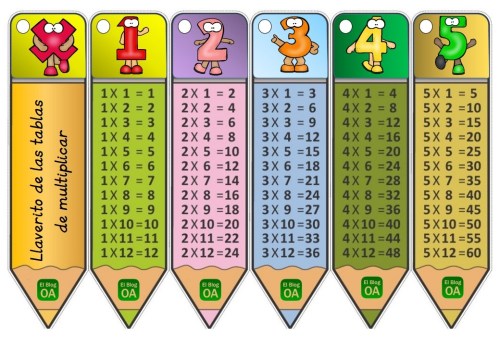 Llaverito de las tablas
de multiplicar
El Blog
OA
1
1 X 1 = 1
1 X 2 = 2
1 X 3 = 3
1 X 4 = 4
1 X 5 = 5
1 X 6 = 6
1 X 7 = 7
1 X 8 = 8
1 X 9 = 9
1 X 10 = 10
1 X 11 = 11
1 X 12 = 12
El Blog
OA
2
2 X 1 = 2
2 X 2 = 4
2 X 3 = 6
2 X 4 = 8
2 X 5 = 10
2 X 6 = 12
2 X 7 = 14
2 X 8 = 16
2 X 9 = 18
2 X 10 = 20
2 X 11 = 22
2 X 12 = 24
El Blog
OA
3
3 X 1 = 3
3 X 2 = 6
3 X 3 = 9
3 X 4 = 12
3 X 5 = 15
3 X 6 = 18
3 X 7 = 21
3 X 8 = 24
3 X 9 = 27
3 X 10 = 30
3 X 11 = 33
3 X 12 = 36
El Blog
OA
4
4 X 1 = 4
4 X 2 = 8
4 X 3 = 12
4 X 4 = 16
4 X 5 = 20
4 X 6 = 24
4 X 7 = 28
4 X 8 = 32
4 X 9 = 36
4 X 10 = 40
4 X 11 = 44
4 X 12 = 48
El Blog
OA
5
5 X 1 = 5
5 X 2 = 10
5 X 3 = 15
5 X 4 = 20
5 X 5 = 25
5 X 6 = 30
5 X 7 = 35
5 X 8 = 40
5 X 9 = 45
5 X 10 = 50
5 X 11 = 55
5 X 12 = 60
El Blog
OA